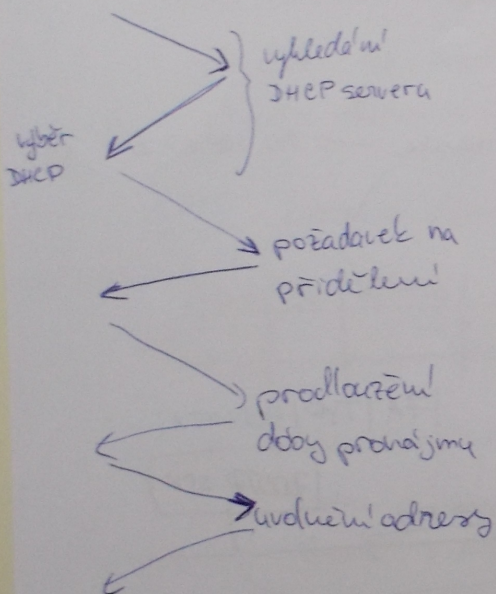 vyhledání
DHCP serveru
výběr
DHCP
požadavek na
přidělení
prodloužení
doby pronájmu
uvolnění adresy